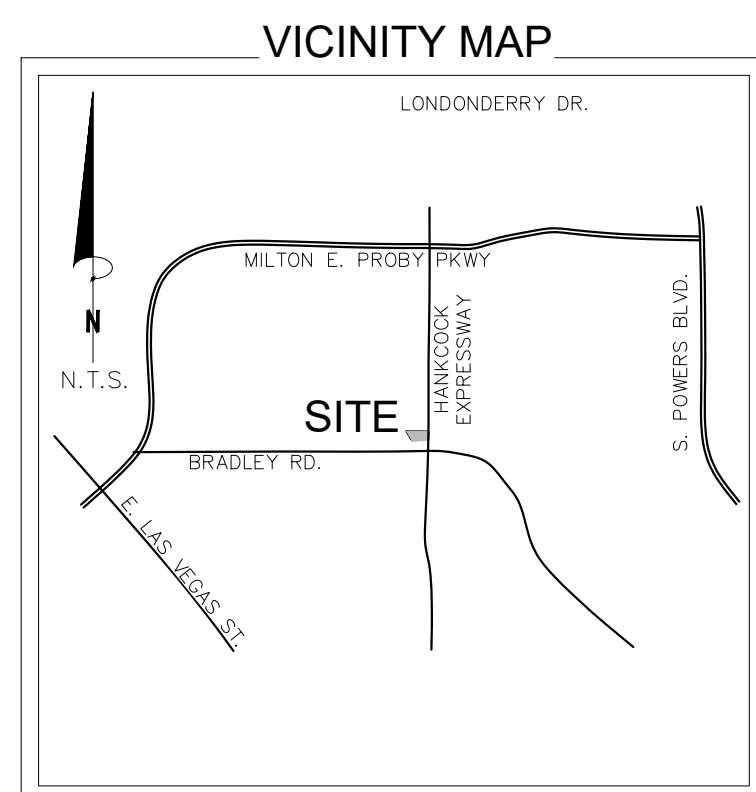 VICINITY MAP
LONDONDERRY DR.
MILTON E. PROBY PKWY
N
N.T.S.
HANKCOCK
EXPRESSWAY
S. POWERS BLVD.
SITE
BRADLEY RD.
E. LAS VEGAS ST.